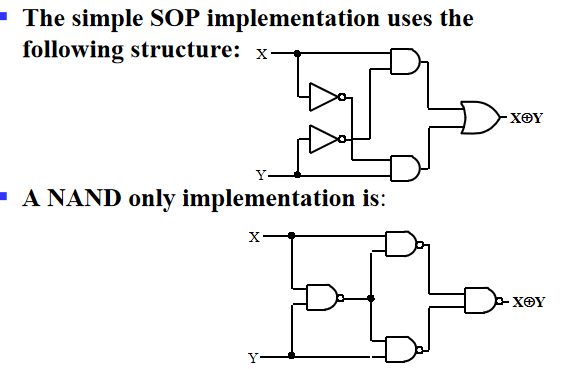 The simple SOP implementation uses the
following structure:
X
X⊕Y
Y
A NAND only implementation is:
X
X⊕Y
Y